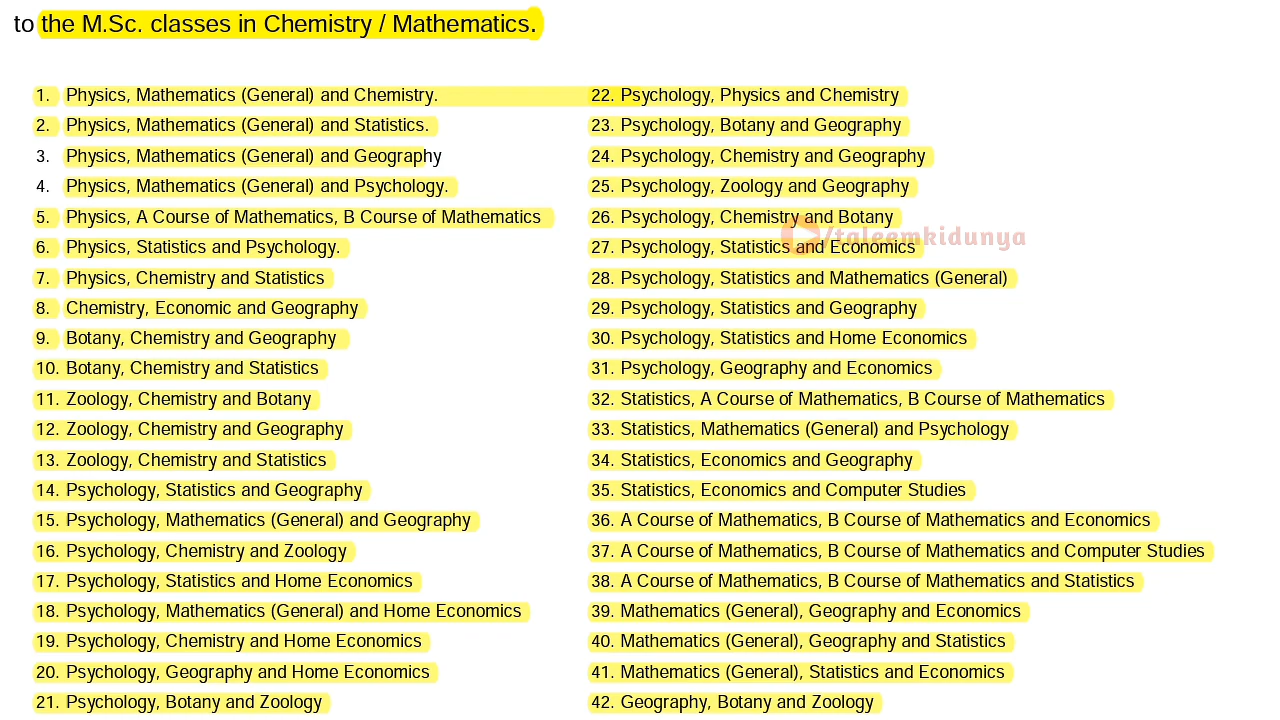 to the M.Sc. classes in Chemistry / Mathematics.
1. Physics, Mathematics (General) and Chemistry.
2. Physics, Mathematics (General) and Statistics.
3. Physics, Mathematics (General) and Geography
4. Physics, Mathematics (General) and Psychology.
5. Physics, A Course of Mathematics, B Course of Mathematics
6. Physics, Statistics and Psychology.
7. Physics, Chemistry and Statistics
8. Chemistry, Economic and Geography
9. Botany, Chemistry and Geography
10. Botany, Chemistry and Statistics
11. Zoology, Chemistry and Botany
12. Zoology, Chemistry and Geography
13. Zoology, Chemistry and Statistics
14. Psychology, Statistics and Geography
15. Psychology, Mathematics (General) and Geography
16. Psychology, Chemistry and Zoology
17. Psychology, Statistics and Home Economics
18. Psychology, Mathematics (General) and Home Economics
19. Psychology, Chemistry and Home Economics
20. Psychology, Geography and Home Economics
21. Psychology, Botany and Zoology
22. Psychology, Physics and Chemistry
23. Psychology, Botany and Geography
24. Psychology, Chemistry and Geography
25. Psychology, Zoology and Geography
26. Psychology, Chemistry and Botany
/taleemkidunya
27. Psychology, Statistics and Economics
28. Psychology, Statistics and Mathematics (General)
29. Psychology, Statistics and Geography
30. Psychology, Statistics and Home Economics
31. Psychology, Geography and Economics
32. Statistics, A Course of Mathematics, B Course of Mathematics
33. Statistics, Mathematics (General) and Psychology
34. Statistics, Economics and Geography
35. Statistics, Economics and Computer Studies
36. A Course of Mathematics, B Course of Mathematics and Economics
37. A Course of Mathematics, B Course of Mathematics and Computer Studies
38. A Course of Mathematics, B Course of Mathematics and Statistics
39. Mathematics (General), Geography and Economics
40. Mathematics (General), Geography and Statistics
41. Mathematics (General), Statistics and Economics
42. Geography, Botany and Zoology